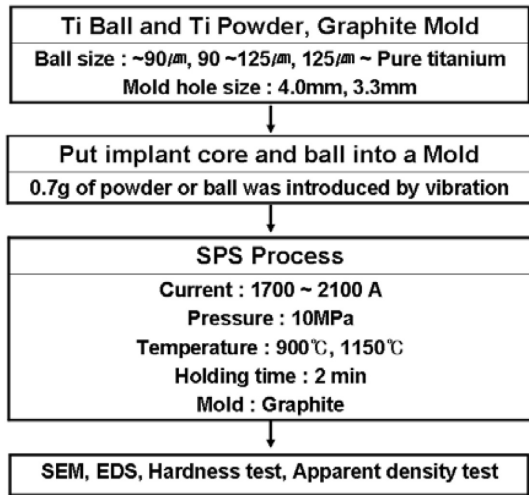 Ti Ball and Ti Powder, Graphite Mold
Ball size : ~90㎛, 90 ~125㎛, 125㎛ ~ Pure titanium
Mold hole size : 4.0mm, 3.3mm
Put implant core and ball into a Mold
0.7g of powder or ball was introduced by vibration
SPS Process
Current : 1700 ~ 2100 A
Pressure : 10MPa
Temperature : 900℃, 1150℃
Holding time : 2 min
Mold : Graphite
SEM, EDS, Hardness test, Apparent density test